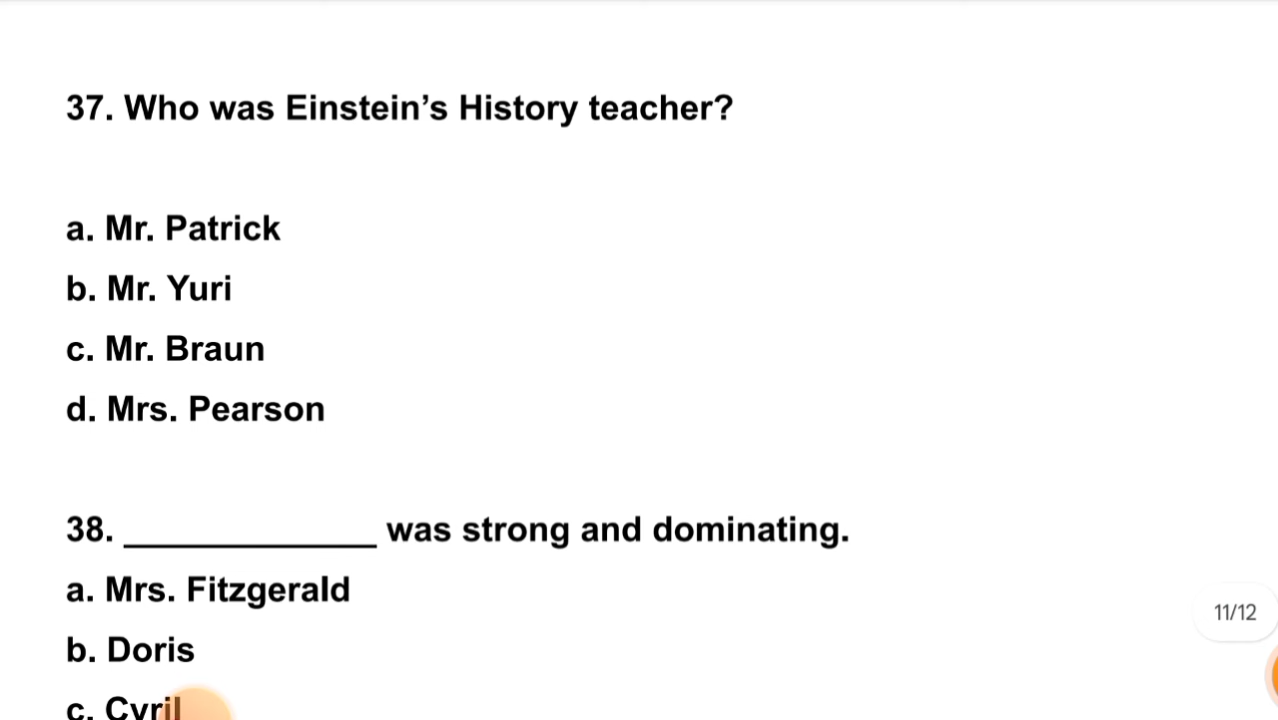 37. Who was Einstein’s History teacher?
a. Mr. Patrick
b. Mr. Yuri
c. Mr. Braun
d. Mrs. Pearson
38. _____________ was strong and dominating.
a. Mrs. Fitzgerald
b. Doris
11/12
c. Cyril